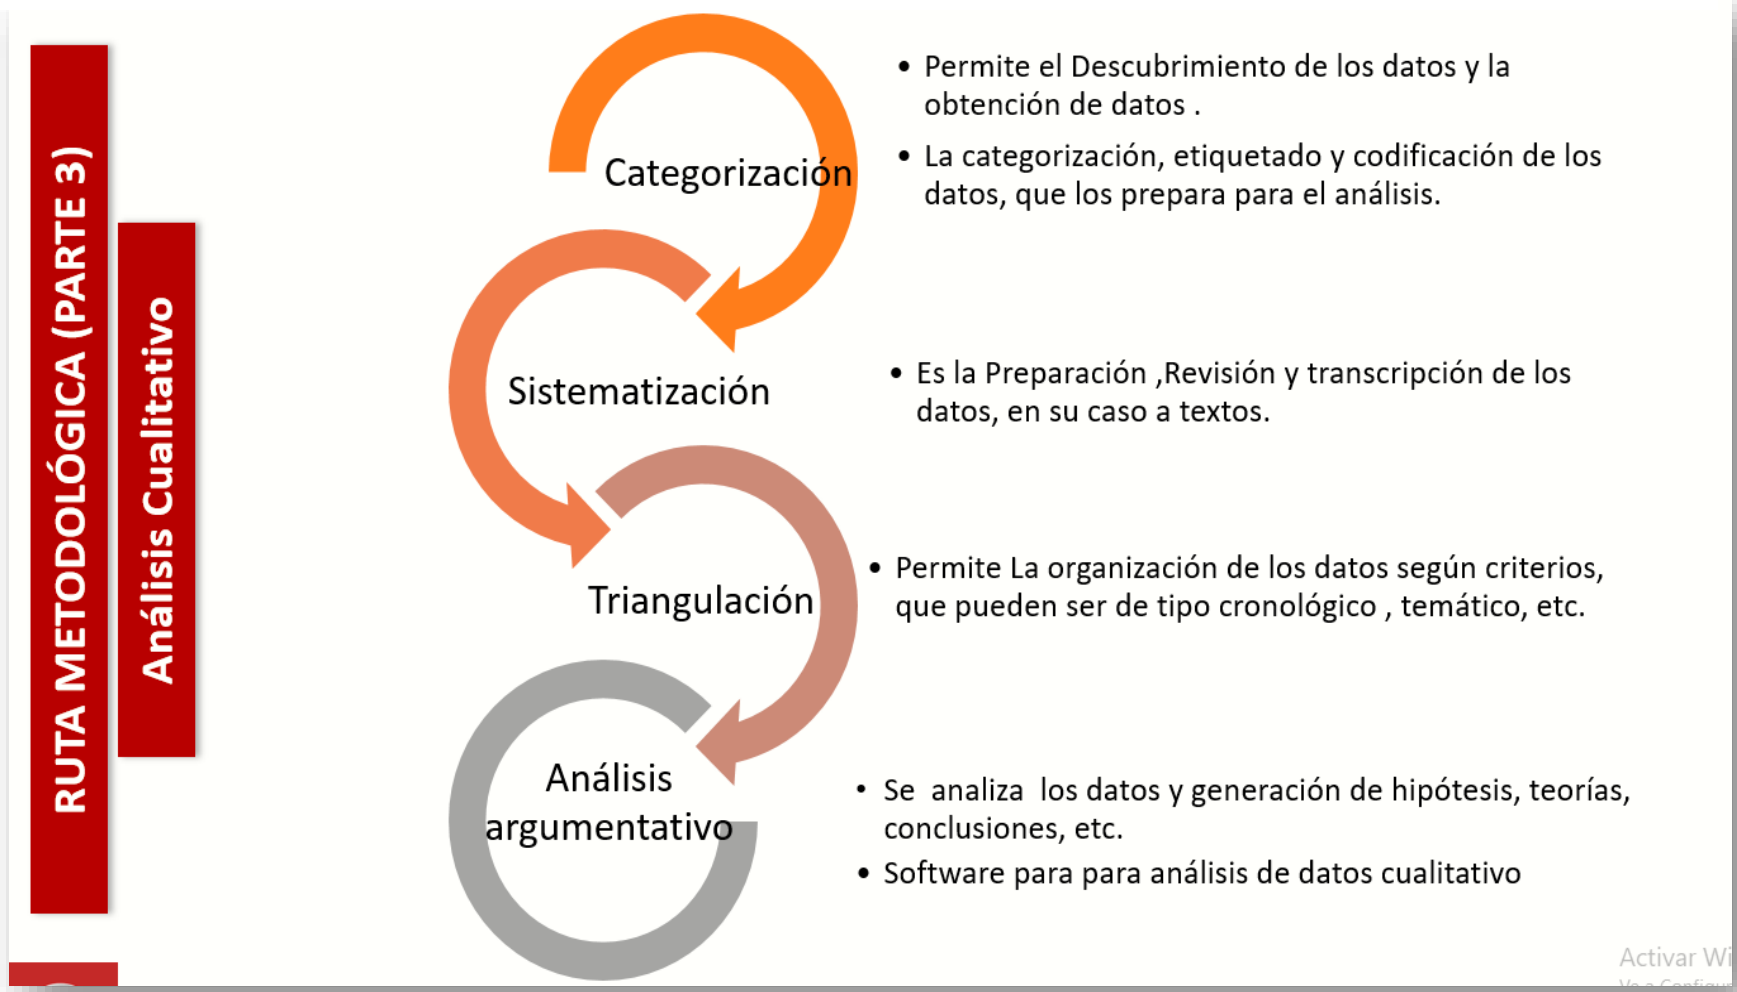 RUTA METODOLÓGICA (PARTE 3)
Análisis Cualitativo
Categorización
• Permite el Descubrimiento de los datos y la
obtención de datos .
• La categorización, etiquetado y codificación de los
datos, que los prepara para el análisis.
Sistematización
• Es la Preparación ,Revisión y transcripción de los
datos, en su caso a textos.
Triangulación
• Permite La organización de los datos según criterios,
que pueden ser de tipo cronológico , temático, etc.
Análisis
argumentativo
• Se  analiza  los datos y generación de hipótesis, teorías,
conclusiones, etc.
• Software para para análisis de datos cualitativo
Activar Wi